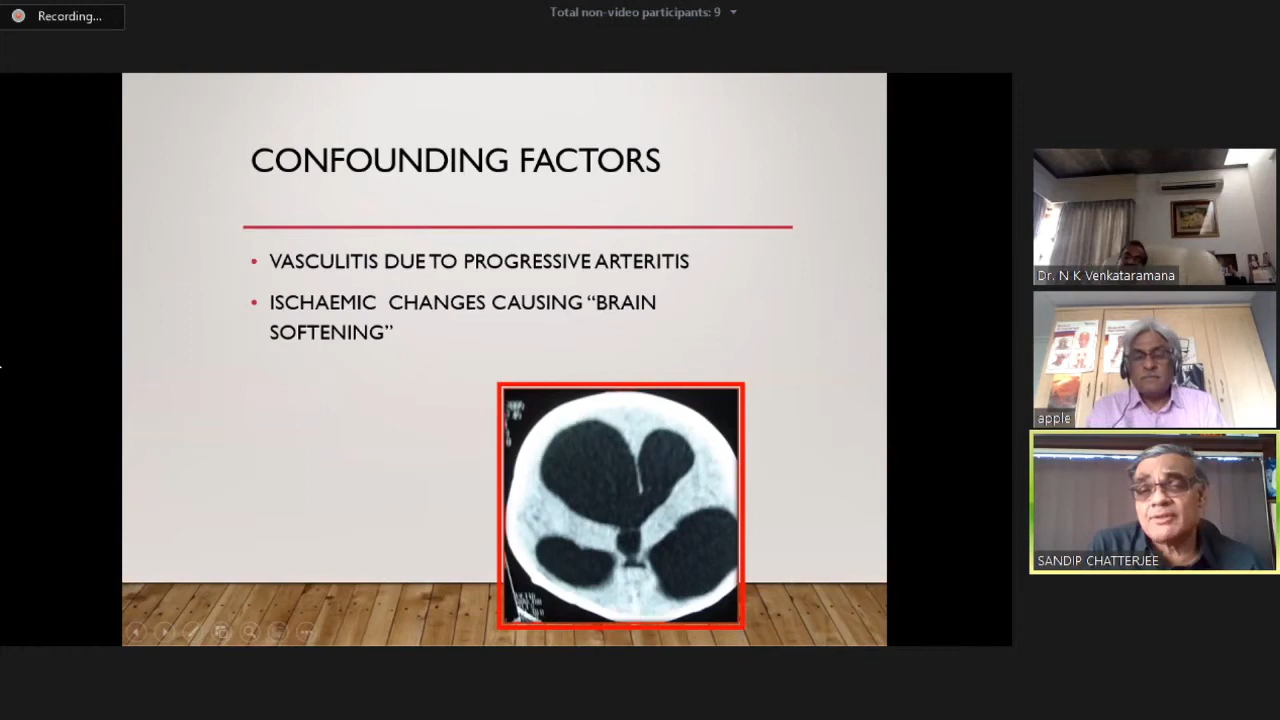 Recording...
Total non-video participants: 9
CONFOUNDING FACTORS
• VASCULITIS DUE TO PROGRESSIVE ARTERITIS
• ISCHAEMIC CHANGES CAUSING “BRAIN
SOFTENING”
Dr. N K Venkataramana
apple
SANDIP CHATTERJEE